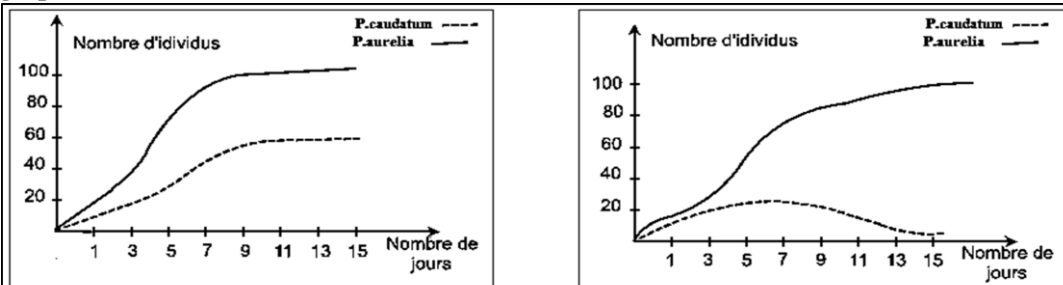 P.caudatum
P.aurelia
Nombre d'idividus
100
80
60
40
20
1 3 5 7 9 11 13 15
Nombre de
jours
P.caudatum
P.aurelia
Nombre d'idividus
100
80
60
40
20
1 3 5 7 9 11 13 15
Nombre de
jours